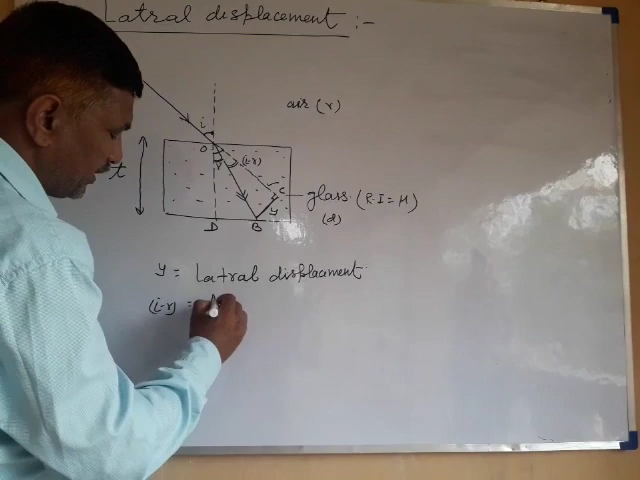 Latral displacement :-
air (r)
i
O
r
(i-r)
t
C
glass (R.I = μ)
y
(d)
D
B
y = Latral displacement
(i-r) =